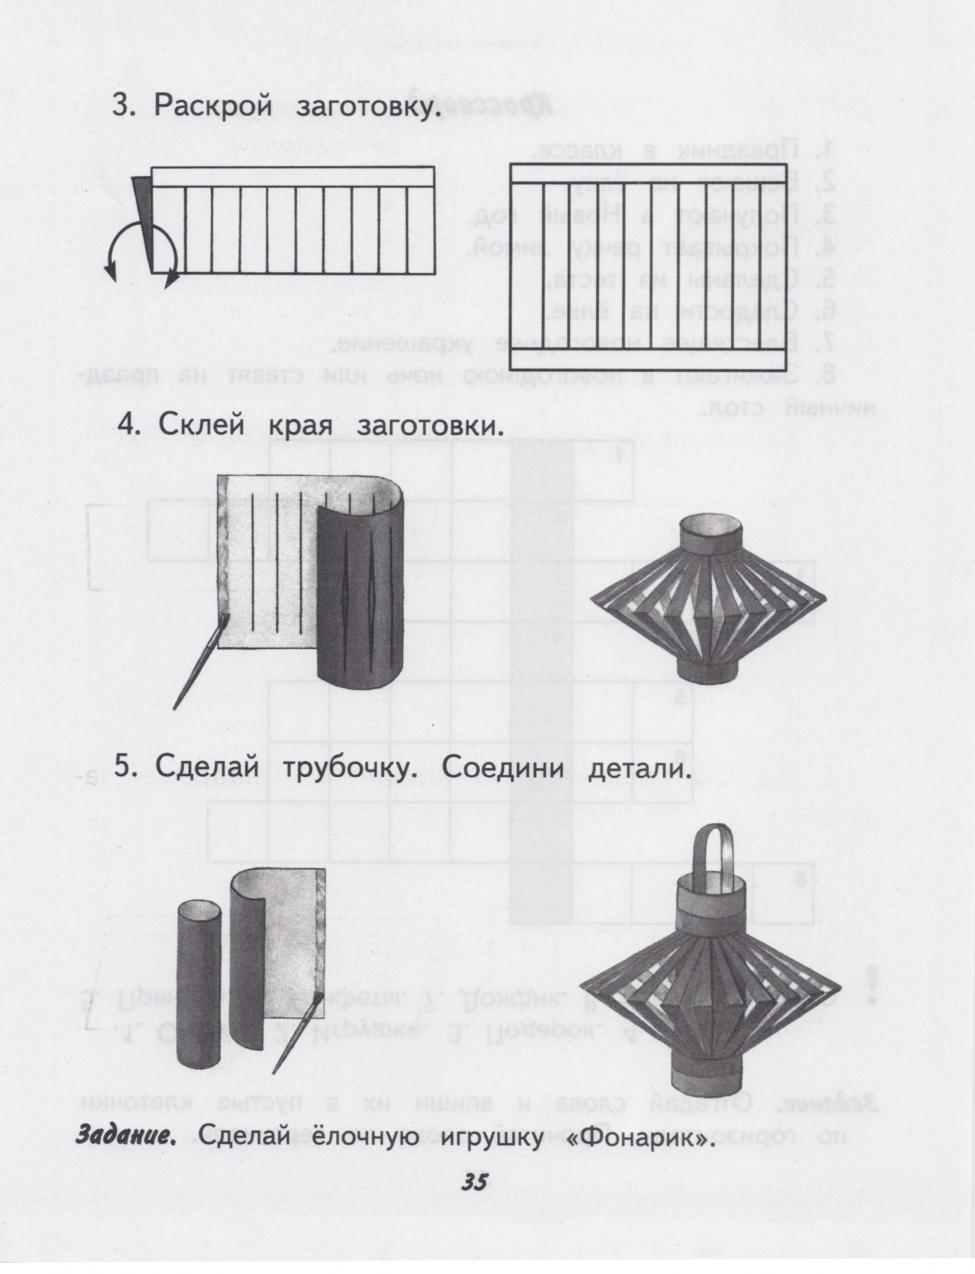 3. Раскрой заготовку.
4. Склей края заготовки.
5. Сделай трубочку. Соедини детали.
Задание. Сделай ёлочную игрушку «Фонарик».
35